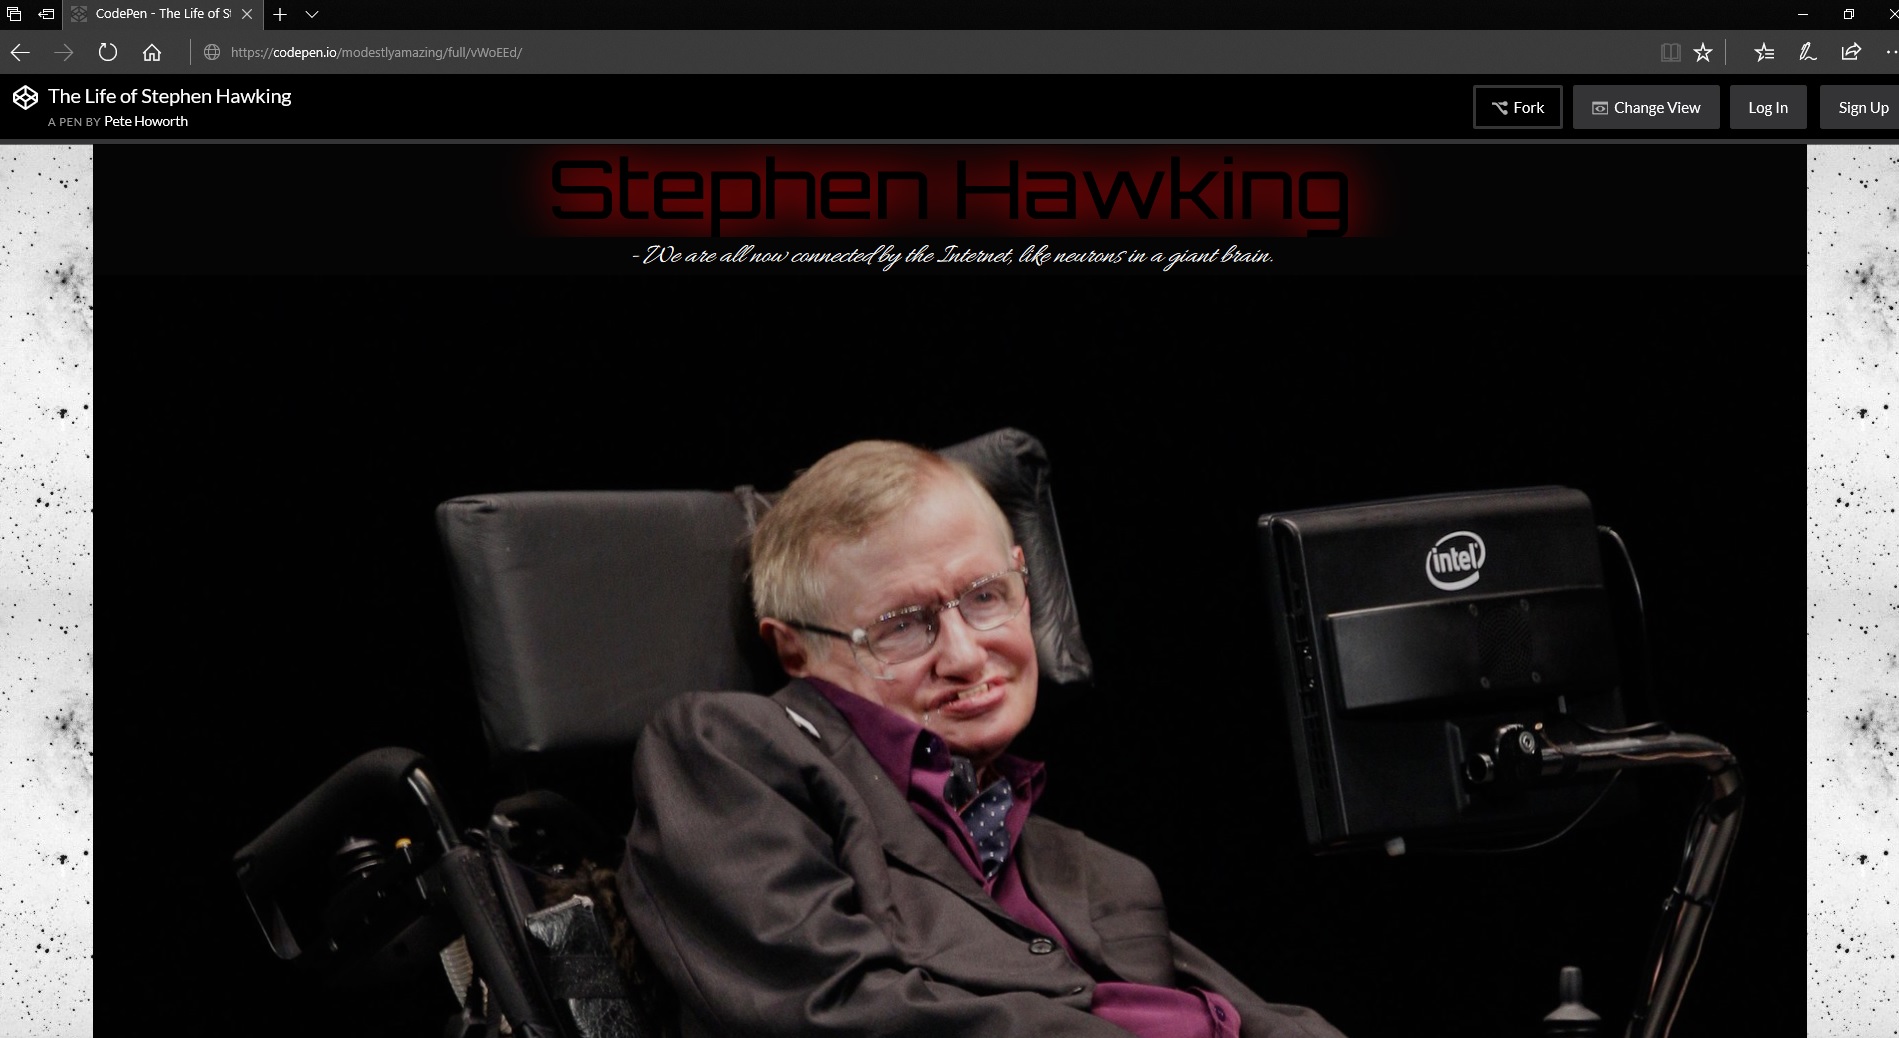 CodePen - The Life of S
https://codepen.io/modestlyamazing/full/vWoEEd/
The Life of Stephen Hawking
A PEN BY Pete Howorth
Fork
Change View
Log In
Sign Up
Stephen Hawking
- We are all now connected by the Internet, like neurons in a giant brain.
intel